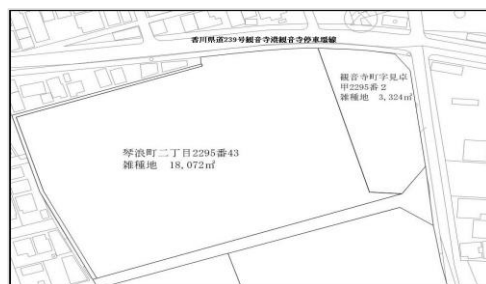 香川県道239号観音寺港観音寺停車場線
観音寺町字見卓
甲2295番2
雑種地 3,324㎡
琴浪町二丁目2295番43
雑種地 18,072㎡